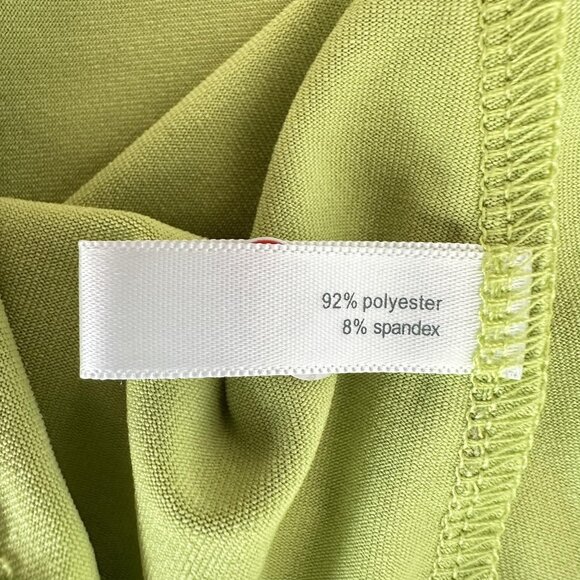 92% polyester
8% spandex